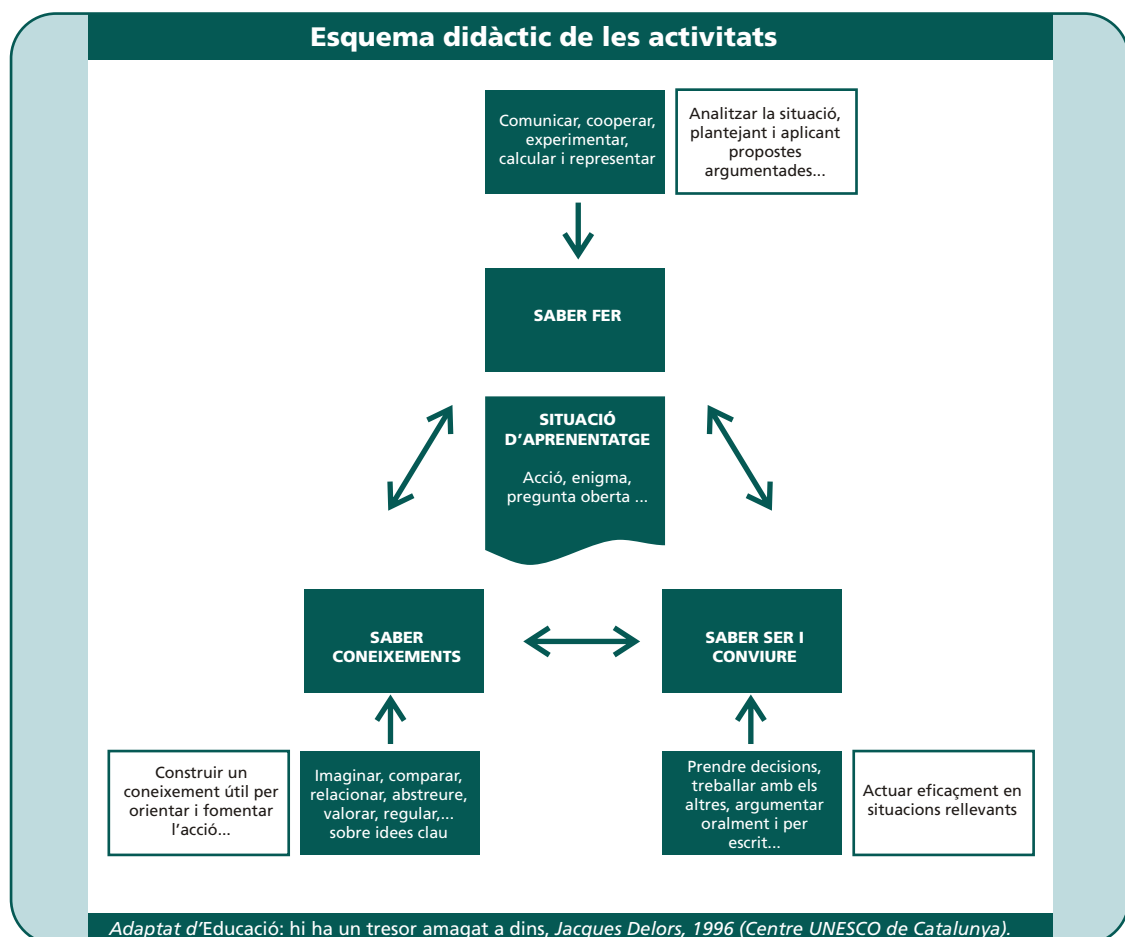 Esquema didàctic de les activitats
Comunicar, cooperar,
experimentar,
calcular i representar
Analitzar la situació,
plantejant i aplicant
propostes
argumentades...
SABER FER
SITUACIÓ
D'APRENENTATGE
Acció, enigma,
pregunta oberta ...
SABER
CONEIXEMENTS
SABER SER I
CONVIURE
Construir un
coneixement útil per
orientar i fomentar
l'acció...
Imaginar, comparar,
relacionar, abstreure,
valorar, regular,...
sobre idees clau
Prendre decisions,
treballar amb els
altres, argumentar
oralment i per
escrit...
Actuar eficaçment en
situacions rellevants
Adaptat d'Educació: hi ha un tresor amagat a dins, Jacques Delors, 1996 (Centre UNESCO de Catalunya).